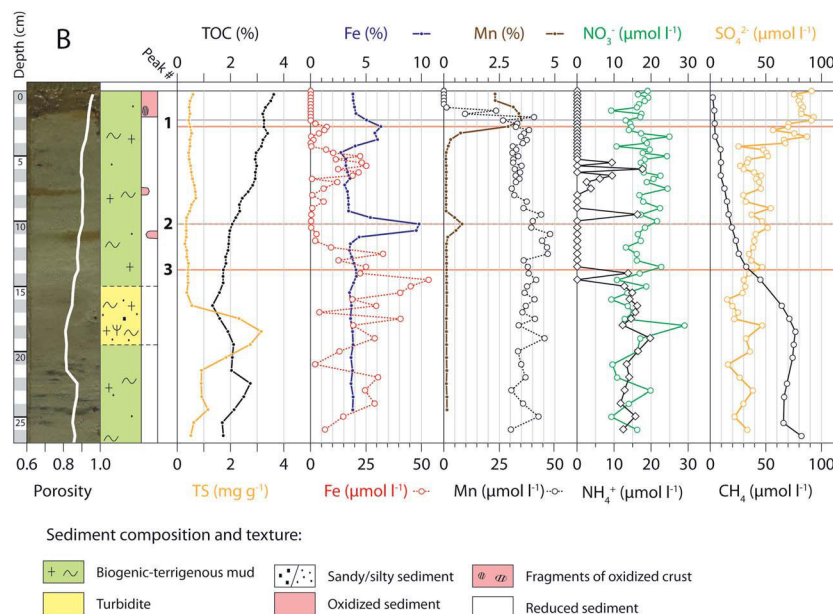 B
Depth (cm)
Peak #
TOC (%)
Fe (%)
Mn (%)
NO₃⁻ (μmol l⁻¹)
SO₄²⁻ (μmol l⁻¹)
0 2 4
0 5 10
0 5
0 10 20 30
0 50 100
0
5
10
15
20
25
1
2
3
0.6 0.8 1.0
0 2 4
0 25 50
0 25 50
0 10 20 30
0 50 100
Porosity
TS (mg g⁻¹)
Fe (μmol l⁻¹)
Mn (μmol l⁻¹)
NH₄⁺ (μmol l⁻¹)
CH₄ (μmol l⁻¹)
Sediment composition and texture:
Biogenic-terrigenous mud
Sandy/silty sediment
Fragments of oxidized crust
Turbidite
Oxidized sediment
Reduced sediment